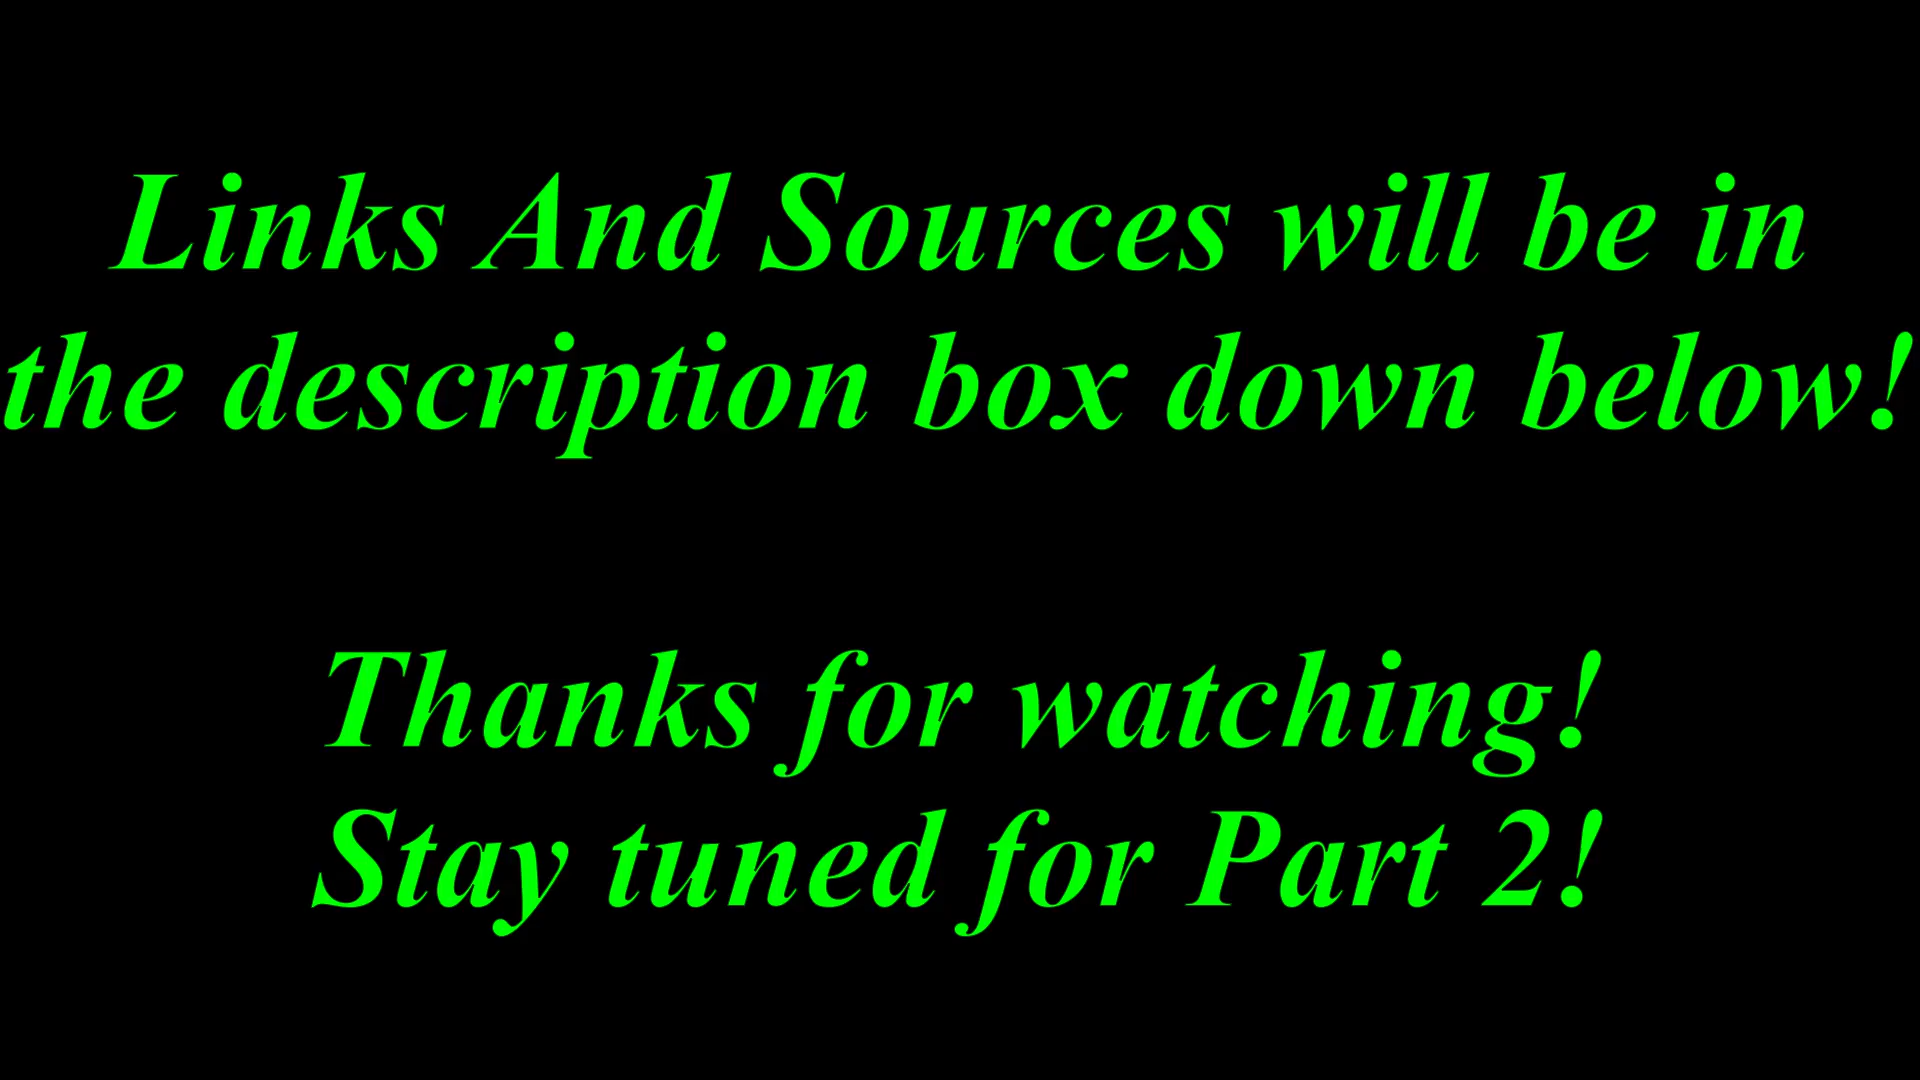 Links And Sources will be in
the description box down below!
Thanks for watching!
Stay tuned for Part 2!